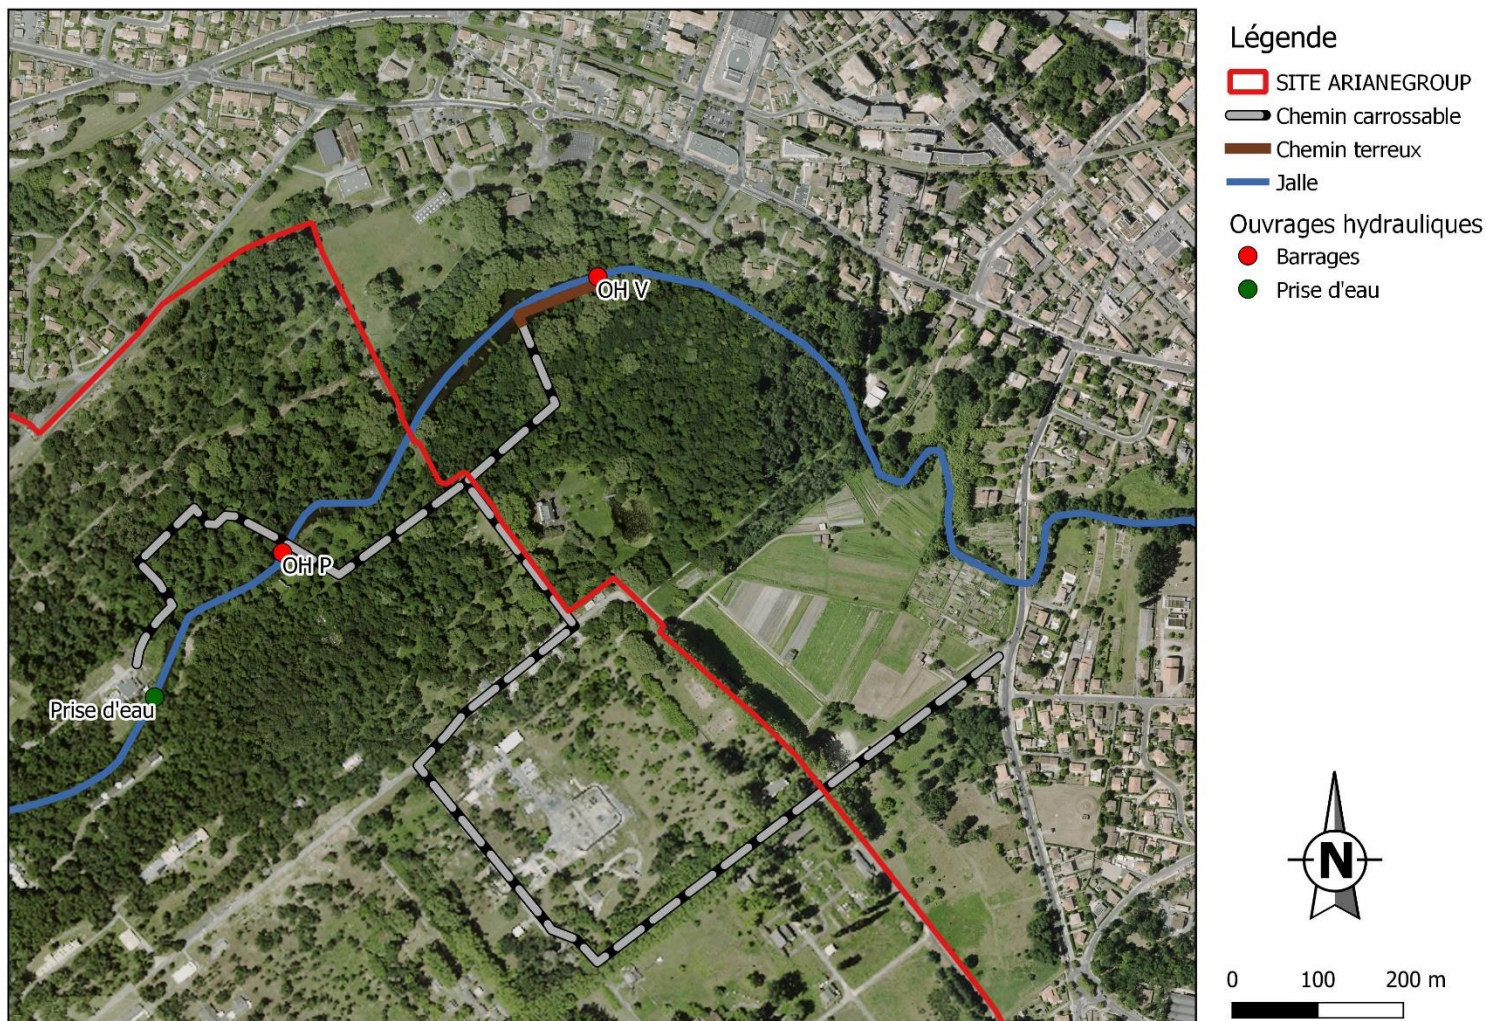 Légende
SITE ARIANEGROUP
Chemin carrossable
Chemin terreux
Jalle
Ouvrages hydrauliques
Barrages
Prise d'eau
OH V
OH P
Prise d'eau
N
0 100 200 m